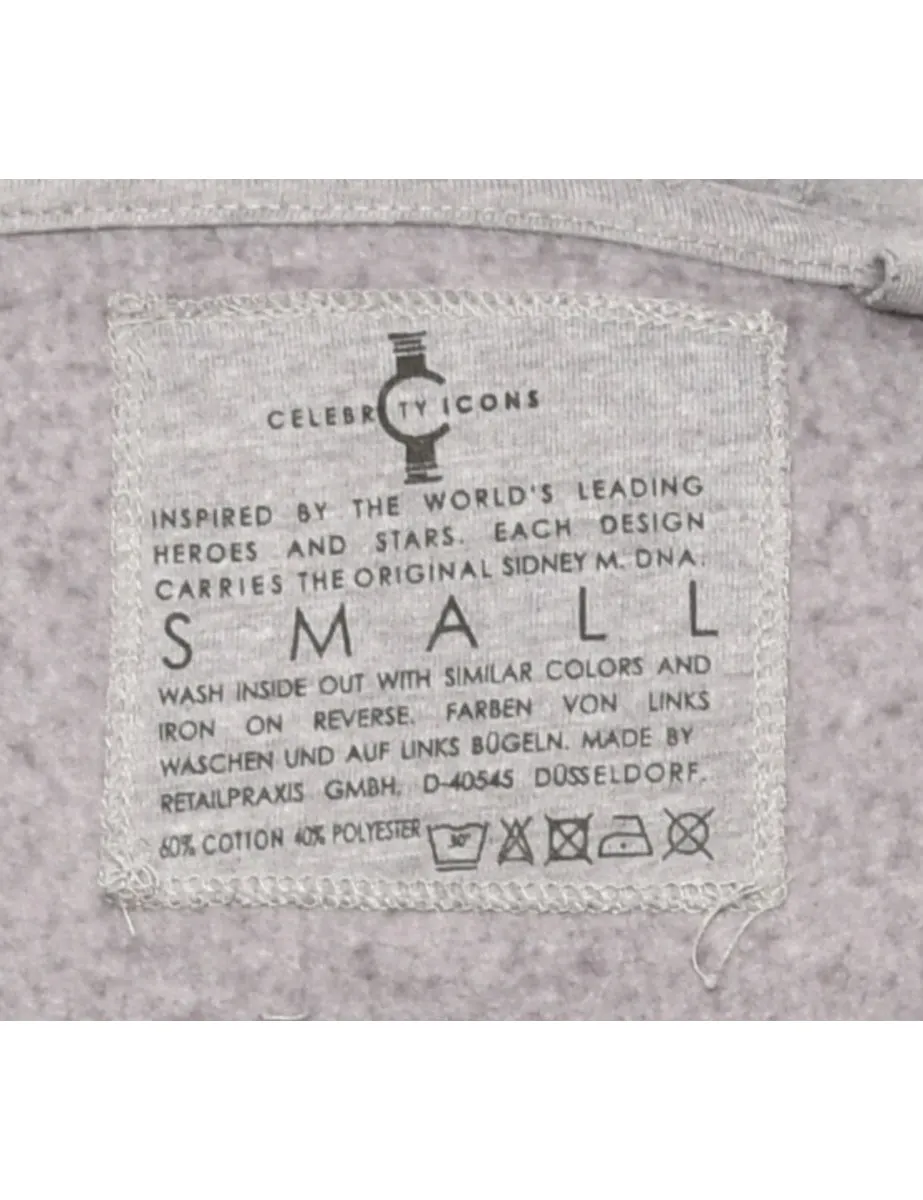 CELEBRITY ICONS
INSPIRED BY THE WORLD'S LEADING
HEROES AND STARS. EACH DESIGN
CARRIES THE ORIGINAL SIDNEY M. DNA.
SMALL
WASH INSIDE OUT WITH SIMILAR COLORS AND
IRON ON REVERSE. FARBEN VON LINKS
WASCHEN UND AUF LINKS BÜGELN. MADE BY
RETAILPRAXIS GMBH. D-40545 DÜSSELDORF.
60% COTTON 40% POLYESTER 30°